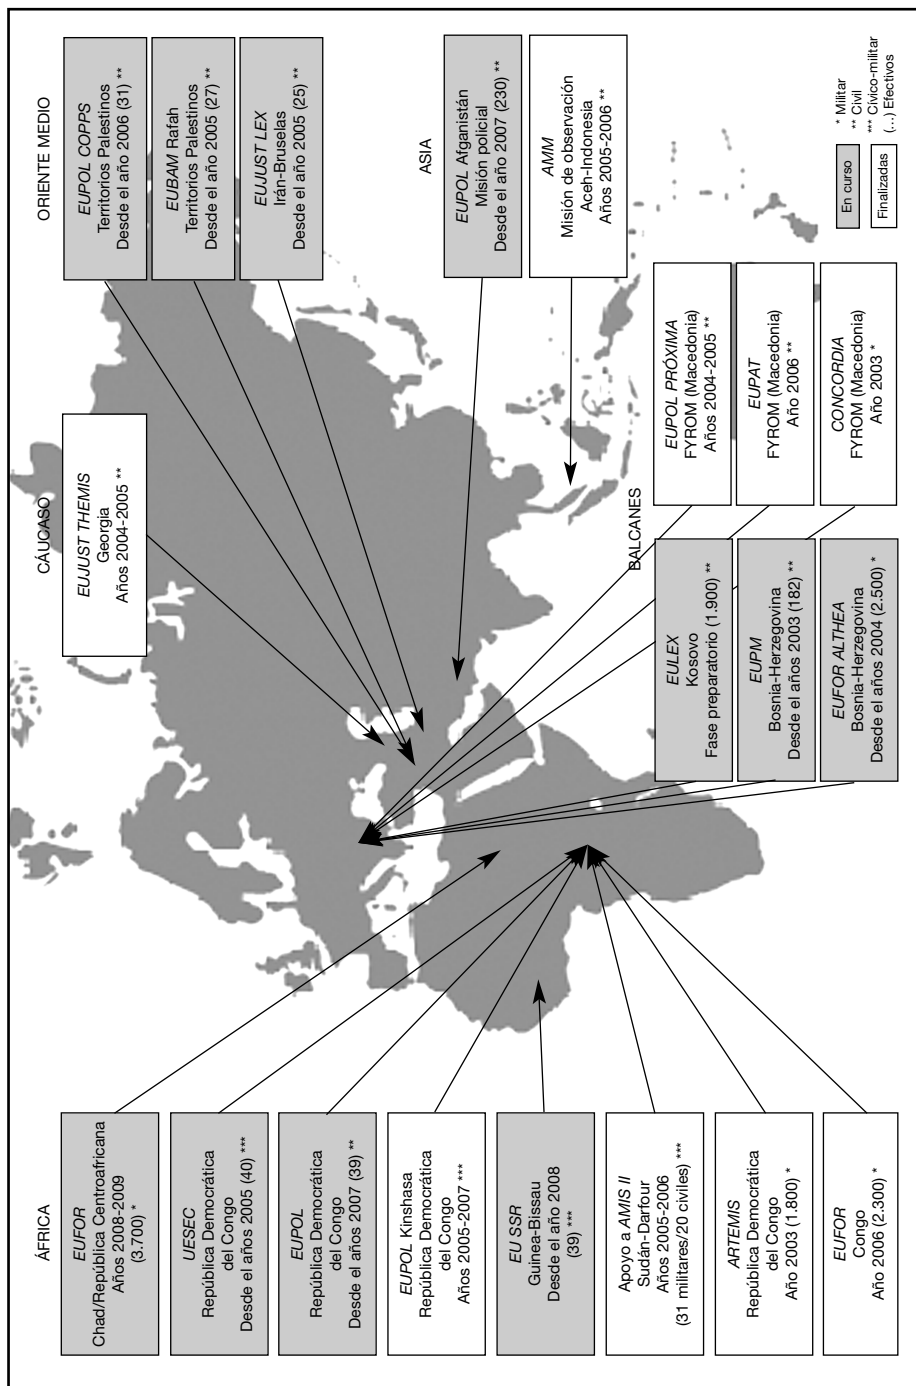 ÁFRICA
EUFOR
Chad/República Centroafricana
Años 2008-2009
(3.700) *
UESEC
República Democrática
del Congo
Desde el años 2005 (40) ***
EUPOL
República Democrática
del Congo
Desde el años 2007 (39) **
EUPOL Kinshasa
República Democrática
del Congo
Años 2005-2007 ***
EU SSR
Guinea-Bissau
Desde el año 2008
(39) ***
Apoyo a AMIS II
Sudán-Darfour
Años 2005-2006
(31 militares/20 civiles) ***
ARTEMIS
República Democrática
del Congo
Año 2003 (1.800) *
EUFOR
Congo
Año 2006 (2.300) *
CÁUCASO
EUJUST THEMIS
Georgia
Años 2004-2005 **
ORIENTE MEDIO
EUPOL COPPS
Territorios Palestinos
Desde el año 2006 (31) **
EUBAM Rafah
Territorios Palestinos
Desde el año 2005 (27) **
EUJUST LEX
Irán-Bruselas
Desde el año 2005 (25) **
ASIA
EUPOL Afganistán
Misión policial
Desde el año 2007 (230) **
AMM
Misión de observación
Aceh-Indonesia
Años 2005-2006 **
BALCANES
EULEX
Kosovo
Fase preparatorio (1.900) **
EUPM
Bosnia-Herzegovina
Desde el años 2003 (182) **
EUFOR ALTHEA
Bosnia-Herzegovina
Desde el años 2004 (2.500) *
EUPOL PRÓXIMA
FYROM (Macedonia)
Años 2004-2005 **
EUPAT
FYROM (Macedonia)
Año 2006 **
CONCORDIA
FYROM (Macedonia)
Año 2003 *
En curso
Finalizadas
* Militar
** Civil
*** Cívico-militar
(...) Efectivos